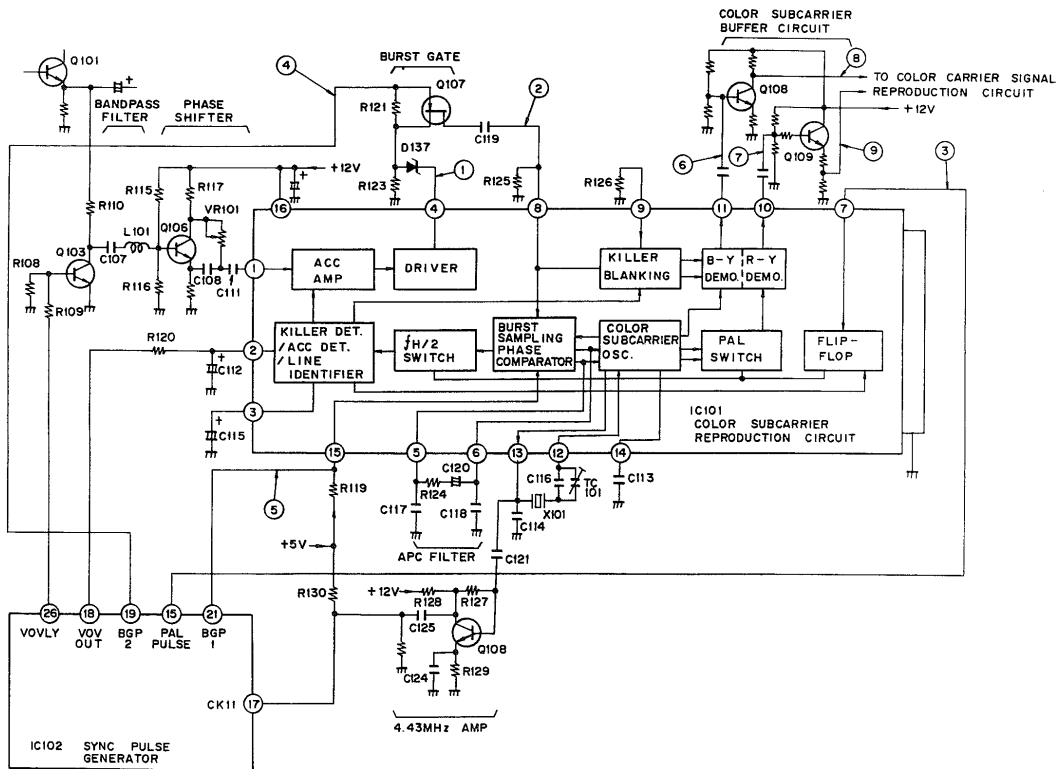 COLOR SUBCARRIER
BUFFER CIRCUIT
BURST GATE
Q101
4
Q107
8
Q108
TO COLOR CARRIER SIGNAL
REPRODUCTION CIRCUIT
BANDPASS
FILTER
PHASE
SHIFTER
R121
2
+12V
C119
D137
6
7
Q109
9
3
R115
R117
+12V
R123
1
R125
R126
R110
VR101
16
4
8
9
11
10
7
L101
Q106
Q103
C107
R108
C108
1
ACC
AMP
DRIVER
KILLER
BLANKING
B-Y
DEMO.
R-Y
DEMO.
R116
C111
R109
R120
2
KILLER DET.
/ACC DET.
/LINE
IDENTIFIER
fH/2
SWITCH
BURST
SAMPLING
PHASE
COMPARATOR
COLOR
SUBCARRIER
OSC.
PAL
SWITCH
FLIP-
FLOP
C112
3
C115
IC101
COLOR SUBCARRIER
REPRODUCTION CIRCUIT
15
5
6
13
12
14
C120
R119
R124
C116
TC
101
C113
5
C117
C118
C114
X101
+5V
APC FILTER
C121
R130
+12V
R128
R127
26
18
19
15
21
C125
VOVLY
VOV
OUT
BGP
2
PAL
PULSE
BGP
1
Q108
C124
R129
CK11
17
4.43MHz AMP
IC102 SYNC PULSE
GENERATOR